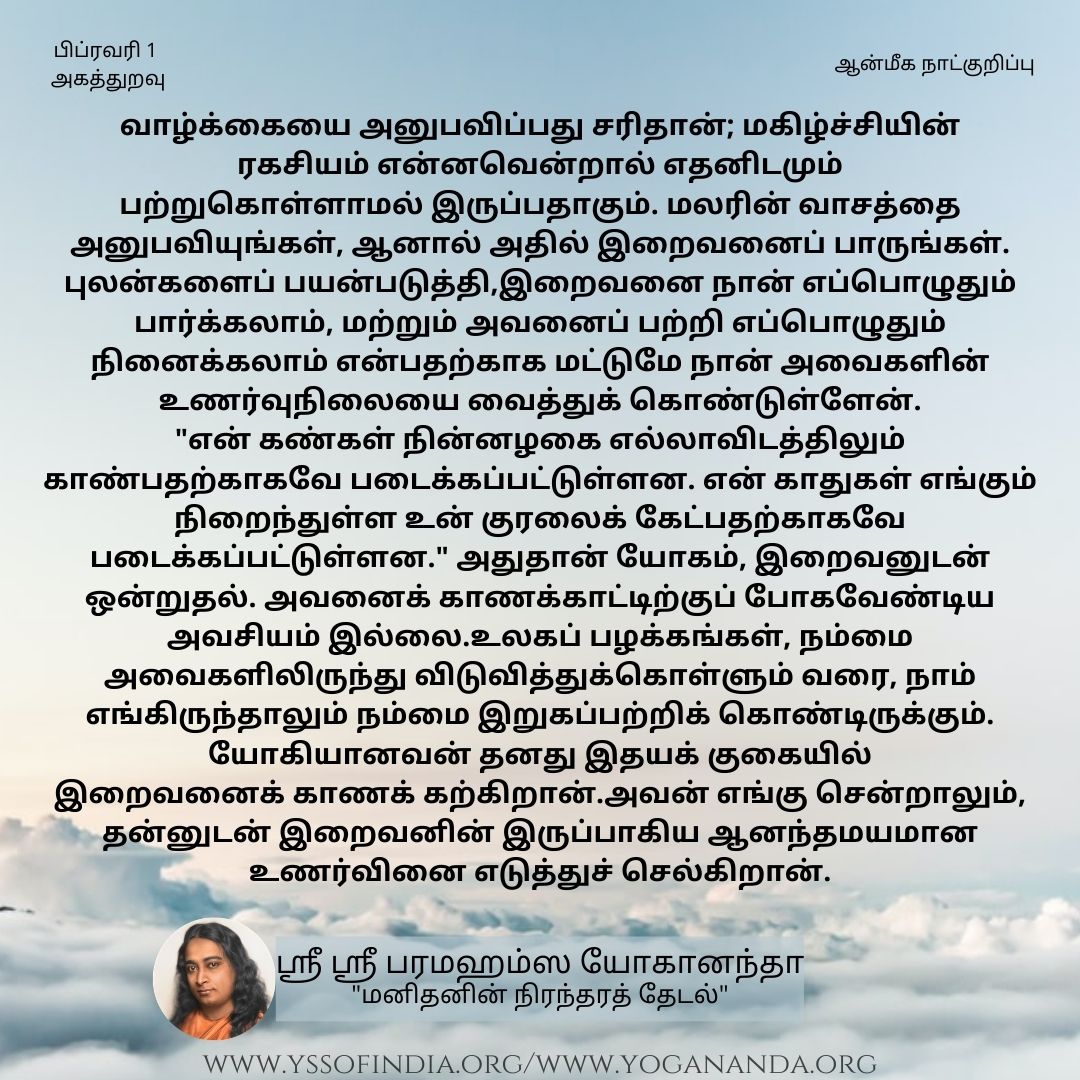 பிப்ரவரி 1
அகத்துறவு
ஆன்மீக நாட்குறிப்பு
வாழ்க்கையை அனுபவிப்பது சரிதான்; மகிழ்ச்சியின்
ரகசியம் என்னவென்றால் எதனிடமும்
பற்றுகொள்ளாமல் இருப்பதாகும். மலரின் வாசத்தை
அனுபவியுங்கள், ஆனால் அதில் இறைவனைப் பாருங்கள்.
புலன்களைப் பயன்படுத்தி,இறைவனை நான் எப்பொழுதும்
பார்க்கலாம், மற்றும் அவனைப் பற்றி எப்பொழுதும்
நினைக்கலாம் என்பதற்காக மட்டுமே நான் அவைகளின்
உணர்வுநிலையை வைத்துக் கொண்டுள்ளேன்.
"என் கண்கள் நின்னழகை எல்லாவிடத்திலும்
காண்பதற்காகவே படைக்கப்பட்டுள்ளன. என் காதுகள் எங்கும்
நிறைந்துள்ள உன் குரலைக் கேட்பதற்காகவே
படைக்கப்பட்டுள்ளன." அதுதான் யோகம், இறைவனுடன்
ஒன்றுதல். அவனைக் காணக்காட்டிற்குப் போகவேண்டிய
அவசியம் இல்லை.உலகப் பழக்கங்கள், நம்மை
அவைகளிலிருந்து விடுவித்துக்கொள்ளும் வரை, நாம்
எங்கிருந்தாலும் நம்மை இறுகப்பற்றிக் கொண்டிருக்கும்.
யோகியானவன் தனது இதயக் குகையில்
இறைவனைக் காணக் கற்கிறான்.அவன் எங்கு சென்றாலும்,
தன்னுடன் இறைவனின் இருப்பாகிய ஆனந்தமயமான
உணர்வினை எடுத்துச் செல்கிறான்.
ஸ்ரீ ஸ்ரீ பரமஹம்ஸ யோகானந்தா
"மனிதனின் நிரந்தரத் தேடல்"
WWW.YSSOFINDIA.ORG/WWW.YOGANANDA.ORG